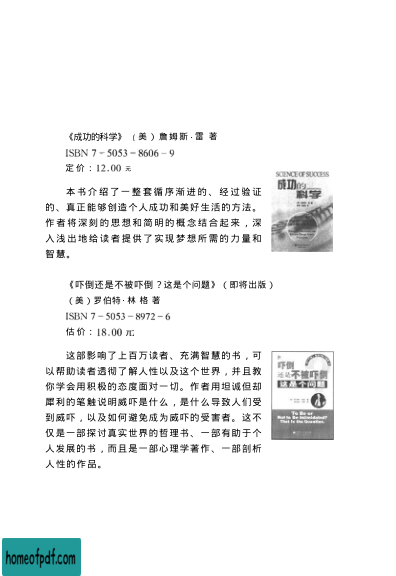 《成功的科学》 （美）詹姆斯·雷 著
ISBN 7-5053-8606-9
定价：12.00 元
本书介绍了一整套循序渐进的、经过验证
的、真正能够创造个人成功和美好生活的方法。
作者将深刻的思想和简明的概念结合起来，深
入浅出地给读者提供了实现梦想所需的力量和
智慧。
SCIENCE OF SUCCESS
成功的
科学
《吓倒还是不被吓倒？这是个问题》（即将出版）
（美）罗伯特·林格 著
ISBN 7-5053-8972-6
估价：18.00 元
这部影响了上百万读者、充满智慧的书，可
以帮助读者透彻了解人性以及这个世界，并且教
你学会用积极的态度面对一切。作者用坦诚但却
犀利的笔触说明威吓是什么，是什么导致人们受
到威吓，以及如何避免成为威吓的受害者。这不
仅是一部探讨真实世界的哲理书、一部有助于个
人发展的书，而且是一部心理学著作、一部剖析
人性的作品。
吓倒
还是不被吓倒
这是个问题
To Be or
Not to Be Intimidated?
That is the Question.
homeofpdf.com